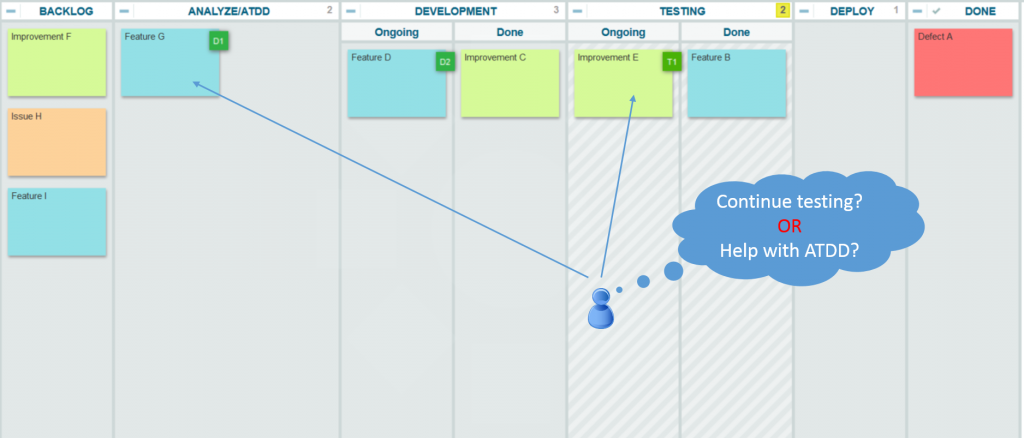 BACKLOG
ANALYZE/ATDD 2
DEVELOPMENT 3
TESTING 2
DEPLOY 1
DONE
Ongoing
Done
Ongoing
Done
Improvement F
Feature G
D1
Feature D
D2
Improvement C
Improvement E
T1
Feature B
Defect A
Issue H
Feature I
Continue testing?
OR
Help with ATDD?